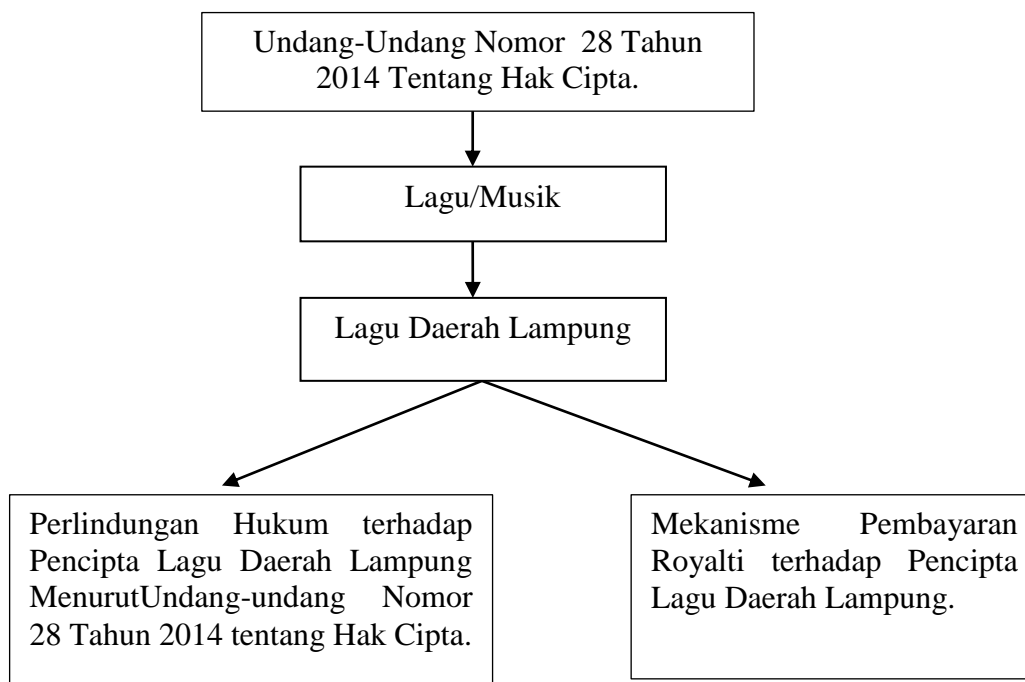 Undang-Undang Nomor 28 Tahun
2014 Tentang Hak Cipta.
Lagu/Musik
Lagu Daerah Lampung
Perlindungan Hukum terhadap
Pencipta Lagu Daerah Lampung
MenurutUndang-undang Nomor
28 Tahun 2014 tentang Hak Cipta.
Mekanisme Pembayaran
Royalti terhadap Pencipta
Lagu Daerah Lampung.